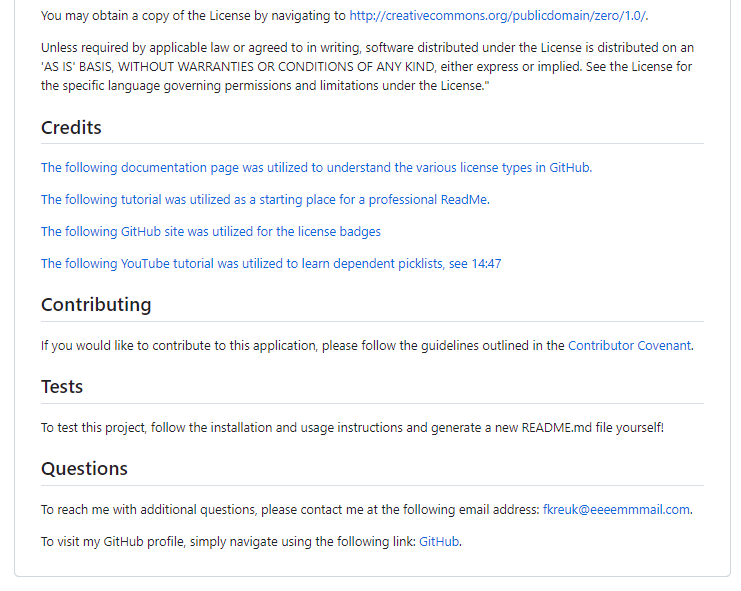 You may obtain a copy of the License by navigating to http://creativecommons.org/publicdomain/zero/1.0/.
Unless required by applicable law or agreed to in writing, software distributed under the License is distributed on an
'AS IS' BASIS, WITHOUT WARRANTIES OR CONDITIONS OF ANY KIND, either express or implied. See the License for
the specific language governing permissions and limitations under the License."
Credits
The following documentation page was utilized to understand the various license types in GitHub.
The following tutorial was utilized as a starting place for a professional ReadMe.
The following GitHub site was utilized for the license badges
The following YouTube tutorial was utilized to learn dependent picklists, see 14:47
Contributing
If you would like to contribute to this application, please follow the guidelines outlined in the Contributor Covenant.
Tests
To test this project, follow the installation and usage instructions and generate a new README.md file yourself!
Questions
To reach me with additional questions, please contact me at the following email address: fkreuk@eeeemmmail.com.
To visit my GitHub profile, simply navigate using the following link: GitHub.